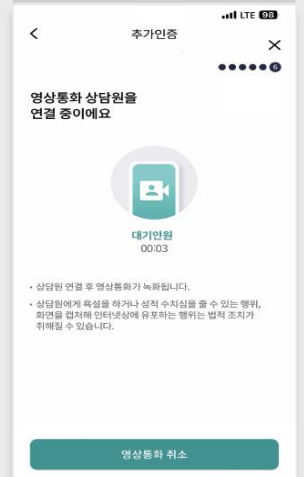 LTE 98
추가인증
6
영상통화 상담원을
연결 중이에요
대기인원
00:03
• 상담원 연결 후 영상통화가 녹화됩니다.
• 상담원에게 욕설을 하거나 성적 수치심을 줄 수 있는 행위,
화면을 캡처해 인터넷상에 유포하는 행위는 법적 조치가
취해질 수 있습니다.
영상통화 취소